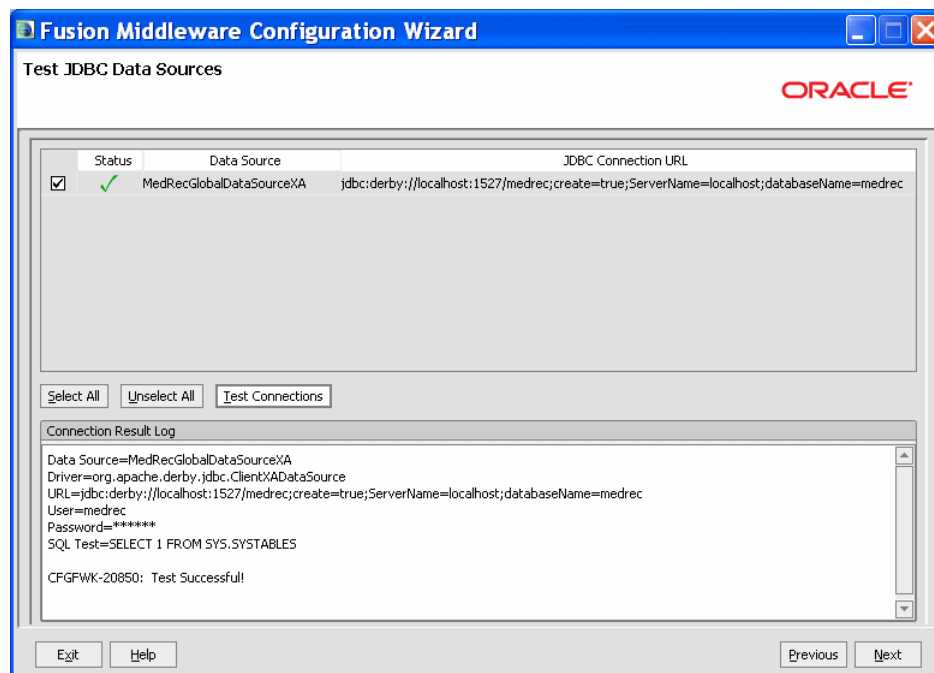 Fusion Middleware Configuration Wizard
Test JDBC Data Sources
ORACLE
Status Data Source JDBC Connection URL
MedRecGlobalDataSourceXA jdbc:derby://localhost:1527/medrec;create=true;ServerName=localhost;databaseName=medrec
Select All Unselect All Test Connections
Connection Result Log
Data Source=MedRecGlobalDataSourceXA
Driver=org.apache.derby.jdbc.ClientXADataSource
URL=jdbc:derby://localhost:1527/medrec;create=true;ServerName=localhost;databaseName=medrec
User=medrec
Password=******
SQL Test=SELECT 1 FROM SYS.SYSTABLES
CFGFWK-20850: Test Successful!
Exit Help Previous Next